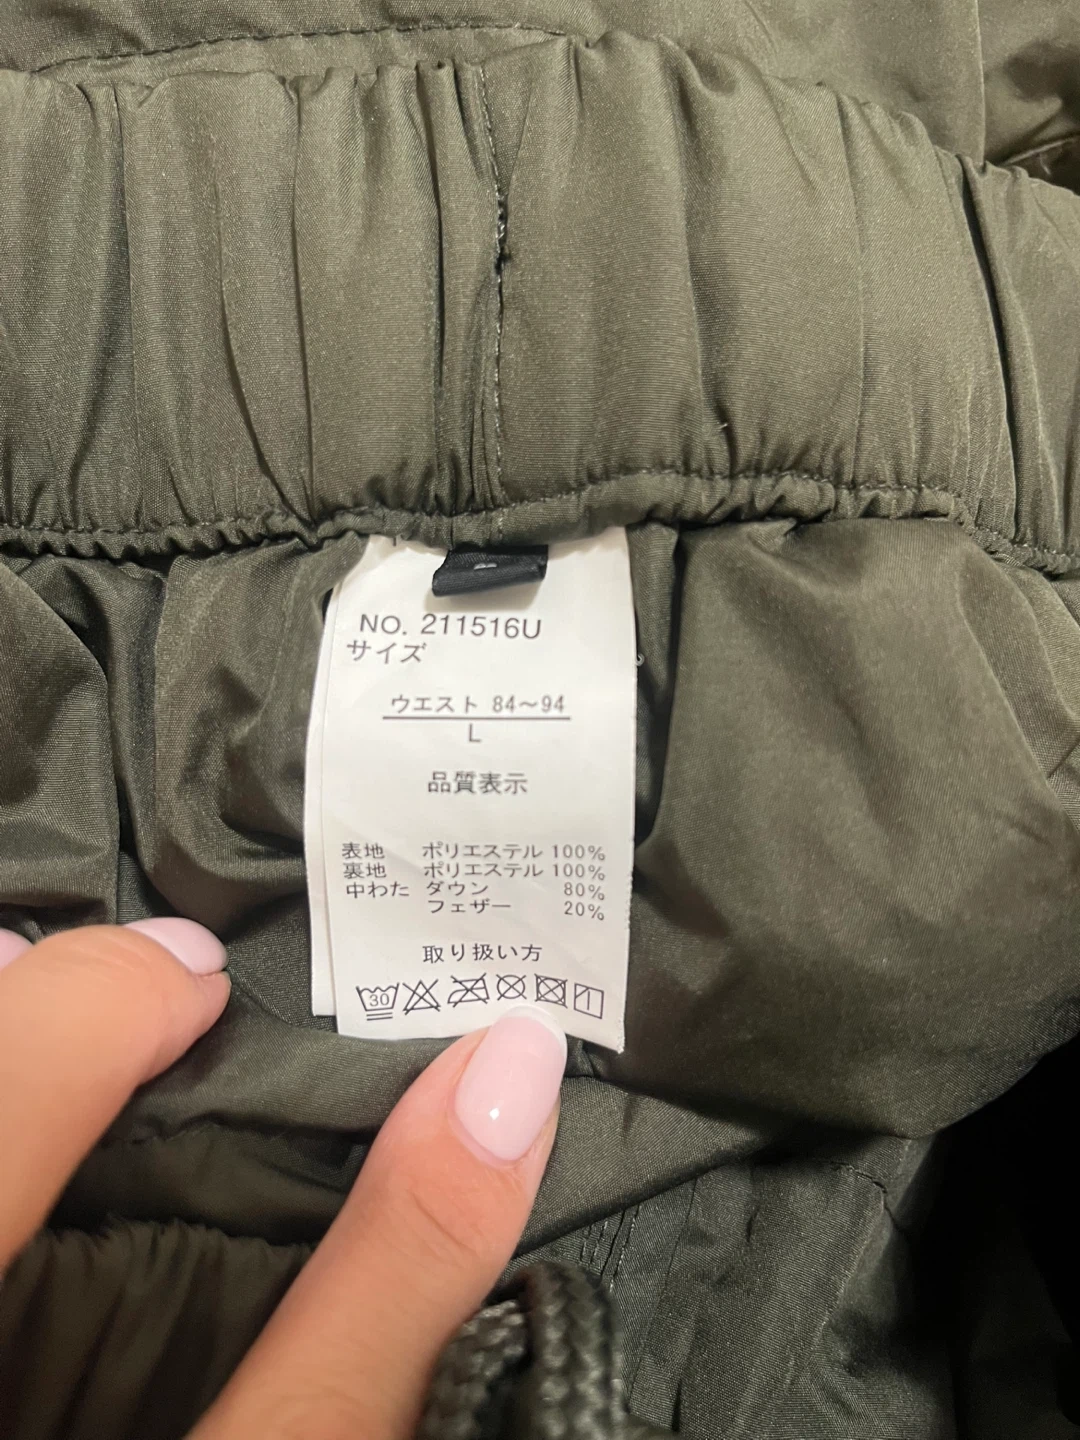 NO. 211516U
サイズ
ウエスト 84～94
L
品質表示
表地 ポリエステル 100%
裏地 ポリエステル 100%
中わた ダウン 80%
フェザー 20%
取り扱い方
30